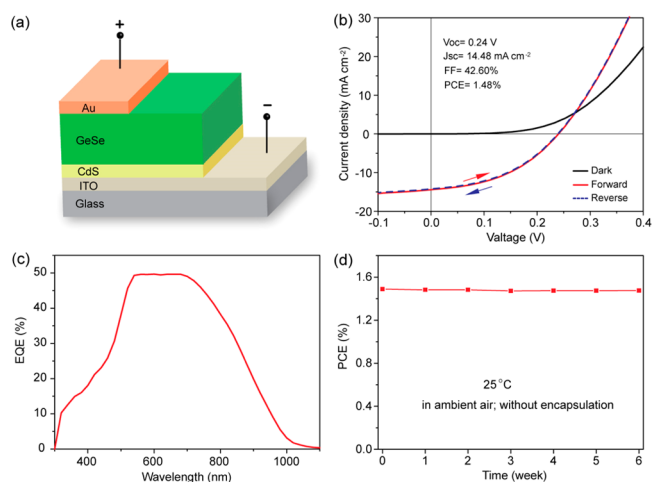 (a)
+
−
Au
GeSe
CdS
ITO
Glass
(b)
Voc= 0.24 V
Jsc= 14.48 mA cm⁻²
FF= 42.60%
PCE= 1.48%
Current density (mA cm⁻²)
30
20
10
0
-10
-20
Dark
Forward
Reverse
-0.1 0.0 0.1 0.2 0.3 0.4
Valtage (V)
(c)
EQE (%)
50
40
30
20
10
0
400 600 800 1000
Wavelength (nm)
(d)
PCE (%)
1.6
1.2
0.8
0.4
0.0
25 °C
in ambient air; without encapsulation
0 1 2 3 4 5 6
Time (week)